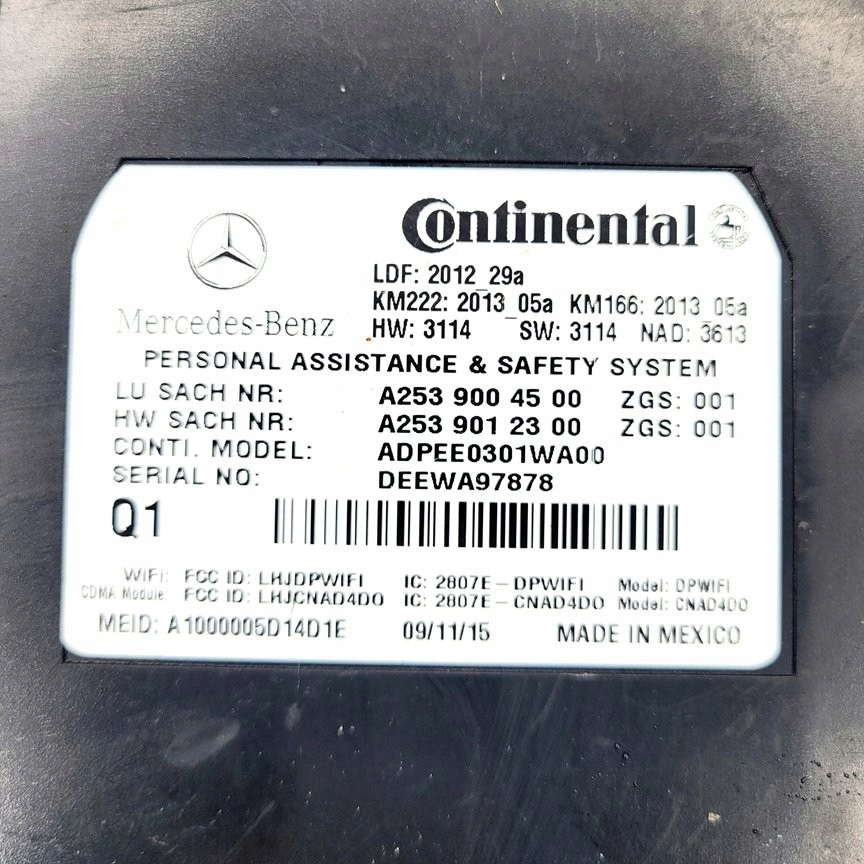 Continental
LDF: 2012_29a
KM222: 2013_05a KM166: 2013_05a
Mercedes-Benz HW: 3114 SW: 3114 NAD: 3613
PERSONAL ASSISTANCE & SAFETY SYSTEM
LU SACH NR: A253 900 45 00 ZGS: 001
HW SACH NR: A253 901 23 00 ZGS: 001
CONTI. MODEL: ADPEE0301WA00
SERIAL NO: DEEWA97878
Q1
WiFi: FCC ID: LHJDPWIFI IC: 2807E-DPWIFI Model: DPWIFI
CDMA Module: FCC ID: LHJCNAD4DO IC: 2807E-CNAD4DO Model: CNAD4DO
MEID: A1000005D14D1E 09/11/15 MADE IN MEXICO